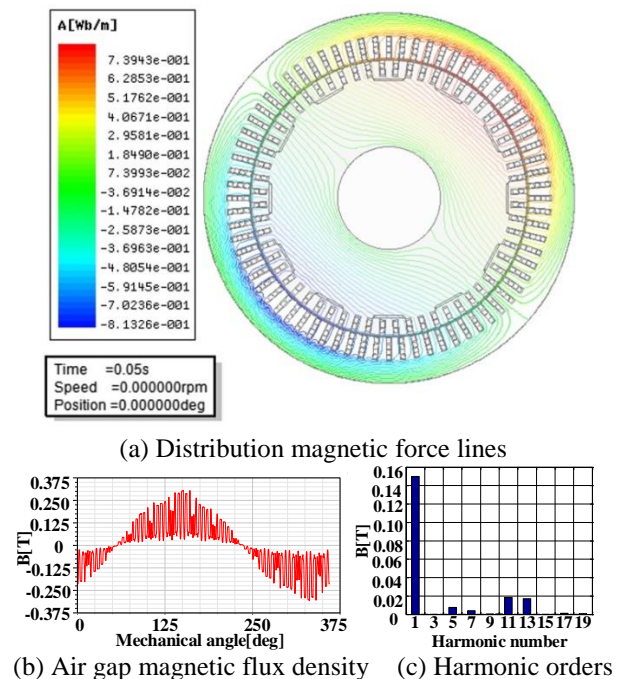 A[Wb/m]
7.3943e-001
6.2853e-001
5.1762e-001
4.0671e-001
2.9581e-001
1.8490e-001
7.3993e-002
-3.6914e-002
-1.4782e-001
-2.5873e-001
-3.6963e-001
-4.8054e-001
-5.9145e-001
-7.0236e-001
-8.1326e-001
Time =0.05s
Speed =0.000000rpm
Position =0.000000deg
(a) Distribution magnetic force lines
0.375
0.250
0.125
0
-0.125
-0.250
-0.375
B[T]
0 125 250 375
Mechanical angle[deg]
(b) Air gap magnetic flux density
0.16
0.14
0.12
0.10
0.08
0.06
0.04
0.02
B[T]
1 3 5 7 9 11 13 15 17 19
Harmonic number
(c) Harmonic orders